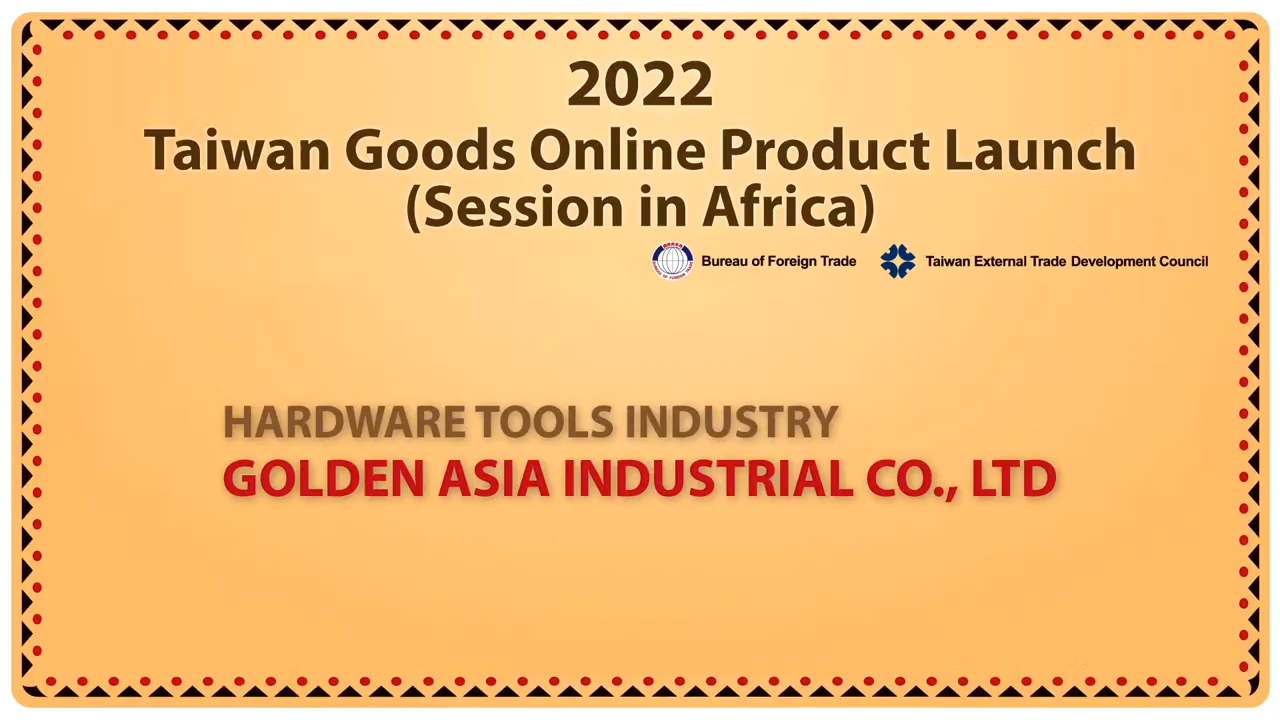 2022
Taiwan Goods Online Product Launch
(Session in Africa)
Bureau of Foreign Trade
Taiwan External Trade Development Council
HARDWARE TOOLS INDUSTRY
GOLDEN ASIA INDUSTRIAL CO., LTD